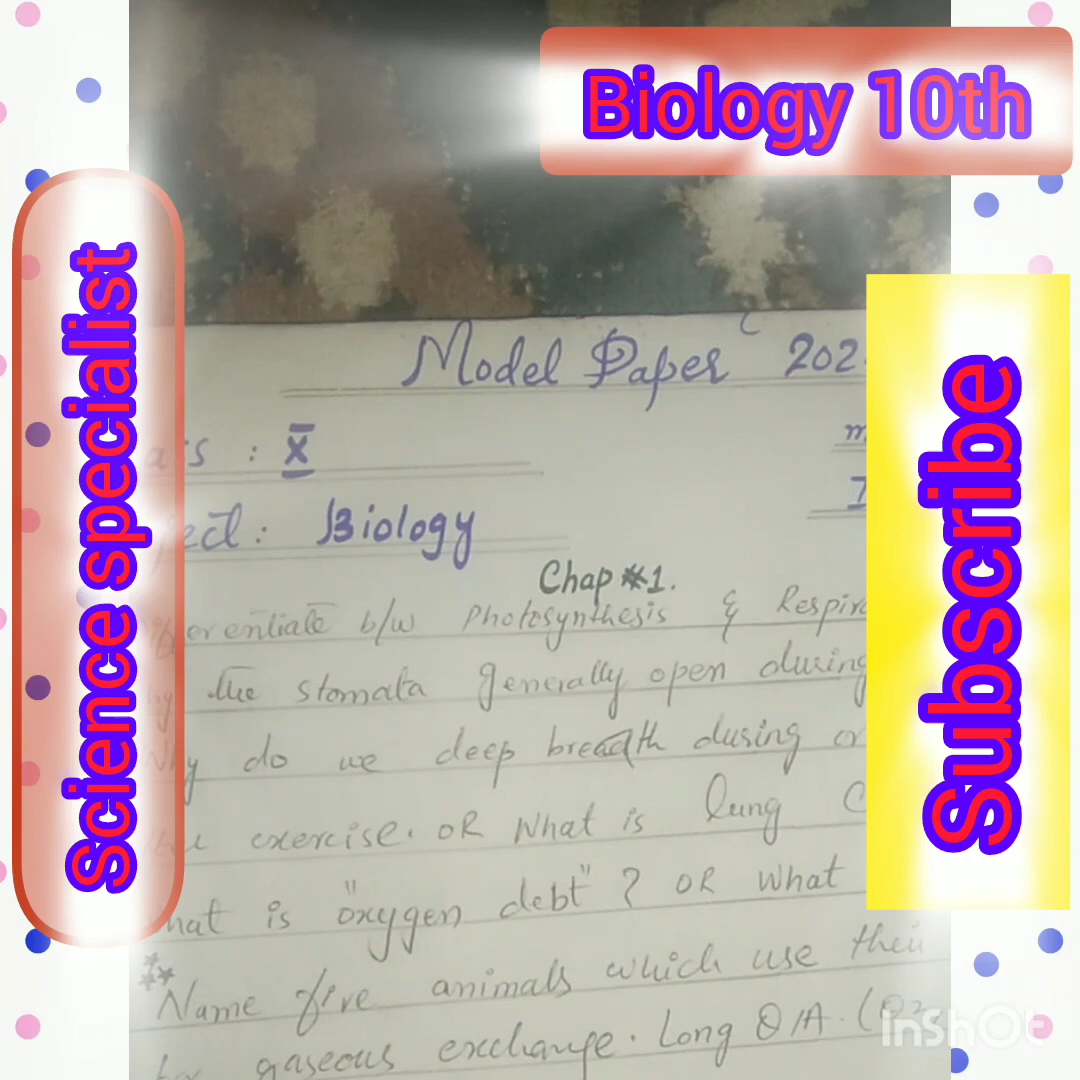 Biology 10th
Science specialist
Subscribe
Model Paper 202
: X
Biology
Chap #1.
b/w Photosynthesis &
the stomata generally open during
do we deep breadth during or
exercise. OR What is lung
is "oxygen debt" ? OR What
Name five animals which use their
gaseous exchange. Long Q/A.
InShOt